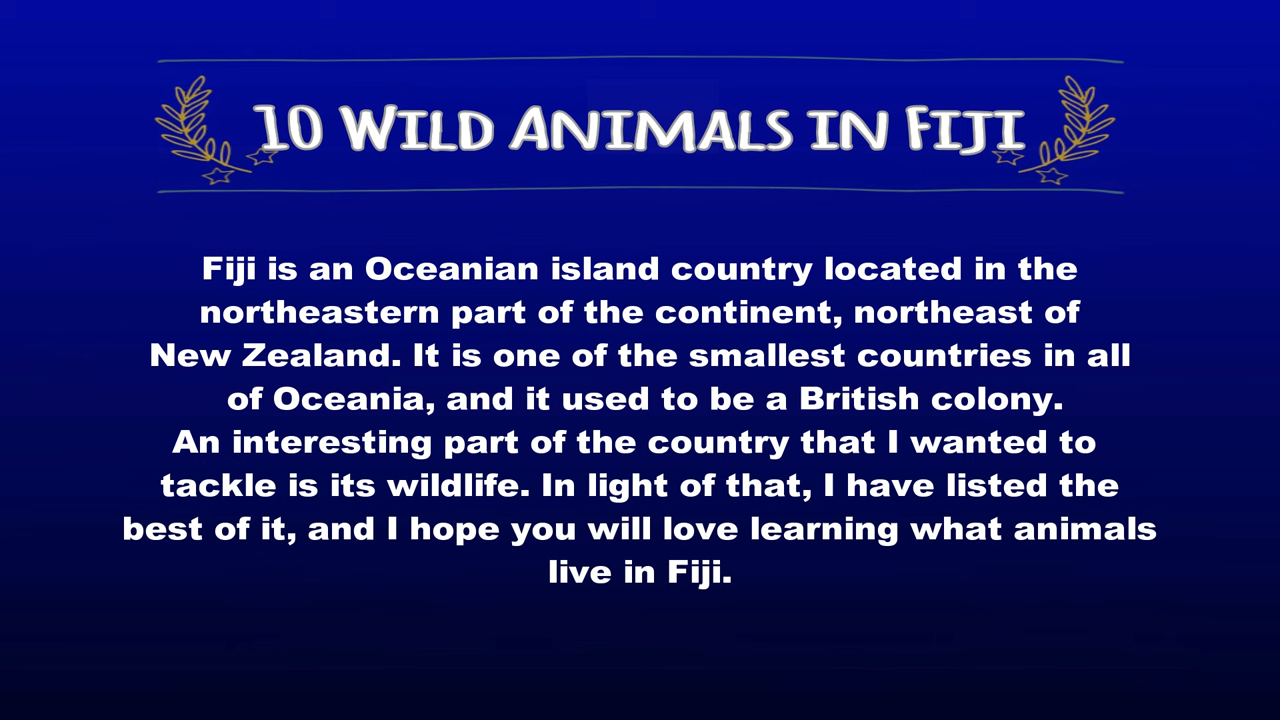 10 WILD ANIMALS IN FIJI
Fiji is an Oceanian island country located in the
northeastern part of the continent, northeast of
New Zealand. It is one of the smallest countries in all
of Oceania, and it used to be a British colony.
An interesting part of the country that I wanted to
tackle is its wildlife. In light of that, I have listed the
best of it, and I hope you will love learning what animals
live in Fiji.